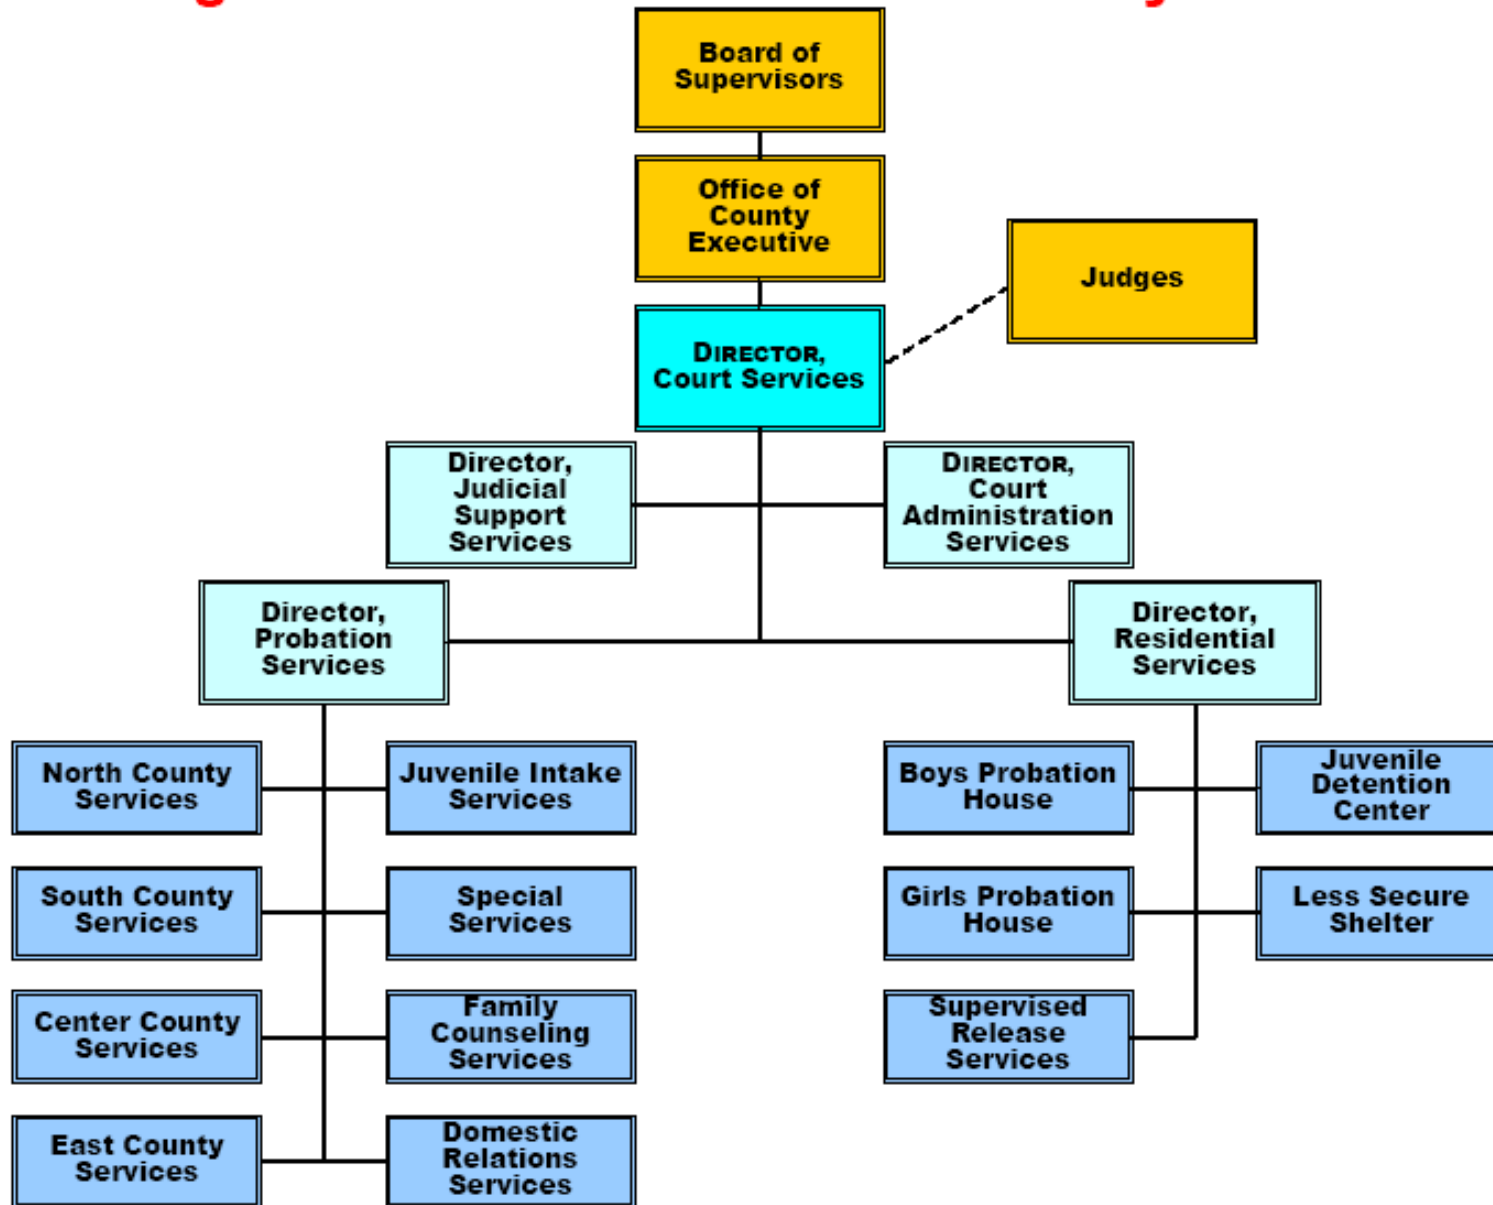 Board of
Supervisors
Office of
County
Executive
Judges
DIRECTOR,
Court Services
Director,
Judicial
Support
Services
DIRECTOR,
Court
Administration
Services
Director,
Probation
Services
Director,
Residential
Services
North County
Services
Juvenile Intake
Services
Boys Probation
House
Juvenile
Detention
Center
South County
Services
Special
Services
Girls Probation
House
Less Secure
Shelter
Center County
Services
Family
Counseling
Services
Supervised
Release
Services
East County
Services
Domestic
Relations
Services